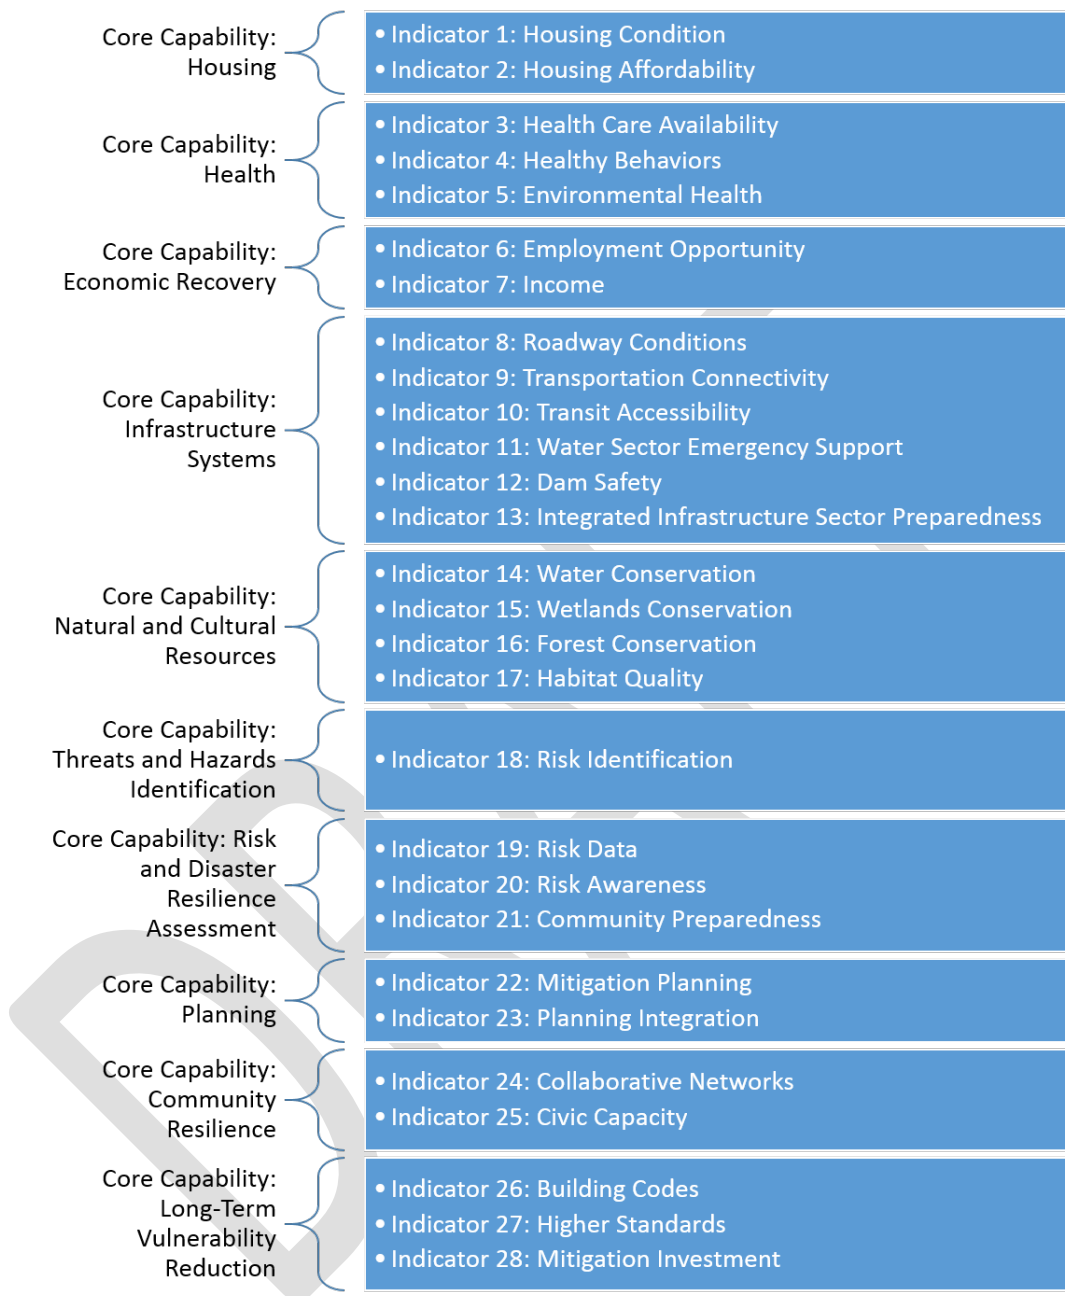 Core Capability:
Housing
• Indicator 1: Housing Condition
• Indicator 2: Housing Affordability
Core Capability:
Health
• Indicator 3: Health Care Availability
• Indicator 4: Healthy Behaviors
• Indicator 5: Environmental Health
Core Capability:
Economic Recovery
• Indicator 6: Employment Opportunity
• Indicator 7: Income
Core Capability:
Infrastructure
Systems
• Indicator 8: Roadway Conditions
• Indicator 9: Transportation Connectivity
• Indicator 10: Transit Accessibility
• Indicator 11: Water Sector Emergency Support
• Indicator 12: Dam Safety
• Indicator 13: Integrated Infrastructure Sector Preparedness
Core Capability:
Natural and Cultural
Resources
• Indicator 14: Water Conservation
• Indicator 15: Wetlands Conservation
• Indicator 16: Forest Conservation
• Indicator 17: Habitat Quality
Core Capability:
Threats and Hazards
Identification
• Indicator 18: Risk Identification
Core Capability: Risk
and Disaster
Resilience
Assessment
• Indicator 19: Risk Data
• Indicator 20: Risk Awareness
• Indicator 21: Community Preparedness
Core Capability:
Planning
• Indicator 22: Mitigation Planning
• Indicator 23: Planning Integration
Core Capability:
Community
Resilience
• Indicator 24: Collaborative Networks
• Indicator 25: Civic Capacity
Core Capability:
Long-Term
Vulnerability
Reduction
• Indicator 26: Building Codes
• Indicator 27: Higher Standards
• Indicator 28: Mitigation Investment